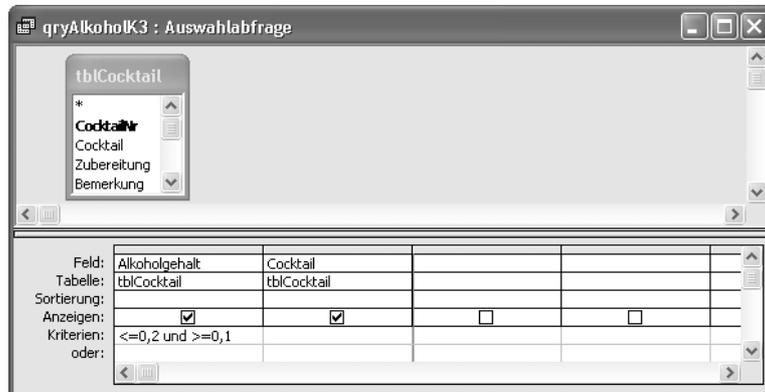 qryAlkoholK3 : Auswahlabfrage
tblCocktail
*
CocktailNr
Cocktail
Zubereitung
Bemerkung
Feld: Alkoholgehalt Cocktail
Tabelle: tblCocktail tblCocktail
Sortierung:
Anzeigen:
Kriterien: <=0,2 und >=0,1
oder: